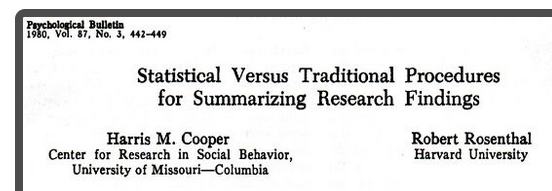 Psychological Bulletin
1980, Vol. 87, No. 3, 442-449
Statistical Versus Traditional Procedures
for Summarizing Research Findings
Harris M. Cooper
Center for Research in Social Behavior,
University of Missouri—Columbia
Robert Rosenthal
Harvard University